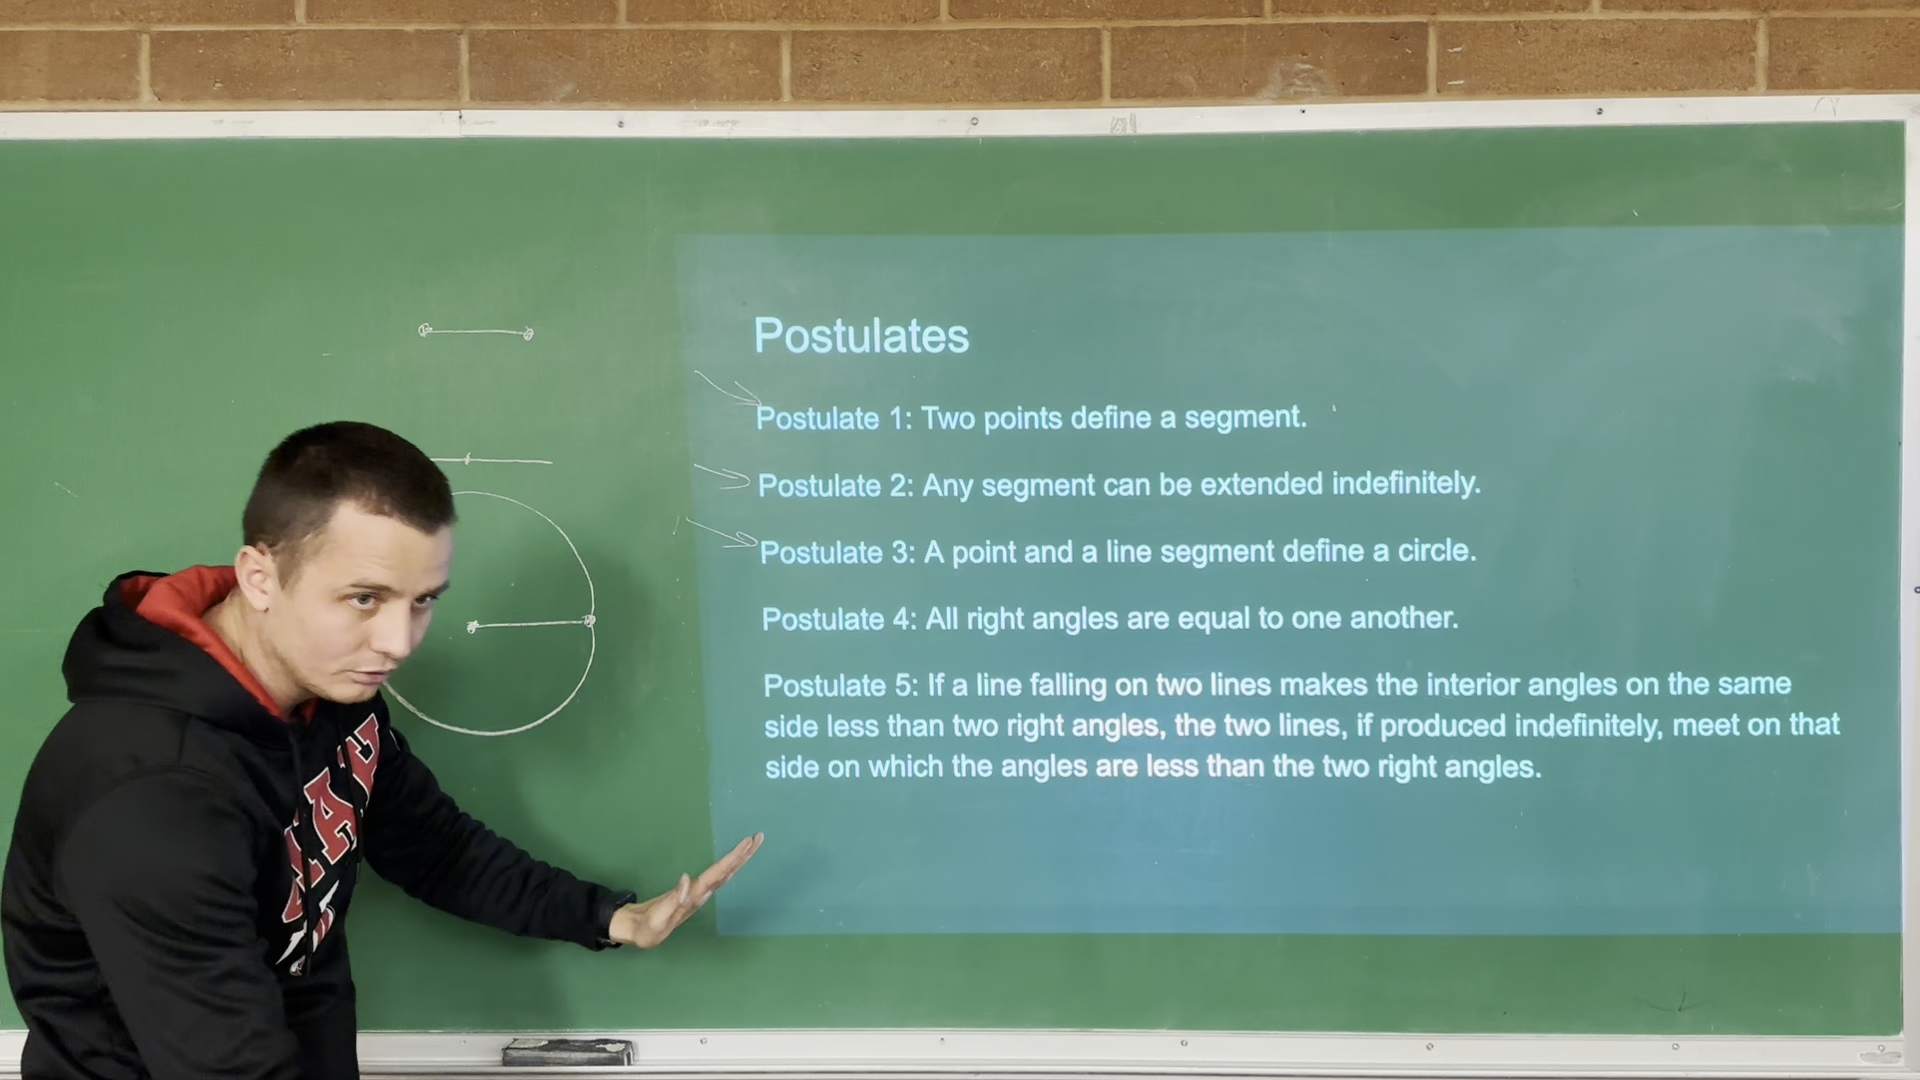 Postulates
Postulate 1: Two points define a segment.
Postulate 2: Any segment can be extended indefinitely.
Postulate 3: A point and a line segment define a circle.
Postulate 4: All right angles are equal to one another.
Postulate 5: If a line falling on two lines makes the interior angles on the same
side less than two right angles, the two lines, if produced indefinitely, meet on that
side on which the angles are less than the two right angles.